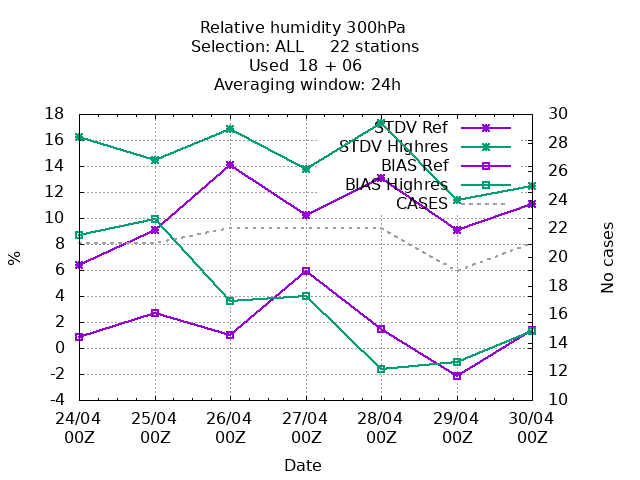 Relative humidity 300hPa
Selection: ALL 22 stations
Used 18 + 06
Averaging window: 24h
18
16
14
12
10
8
6
4
2
0
-2
-4
%
STDV Ref
STDV Highres
BIAS Ref
BIAS Highres
CASES
30
28
26
24
22
20
18
16
14
12
10
No cases
24/04 25/04 26/04 27/04 28/04 29/04 30/04
00Z 00Z 00Z 00Z 00Z 00Z 00Z
Date